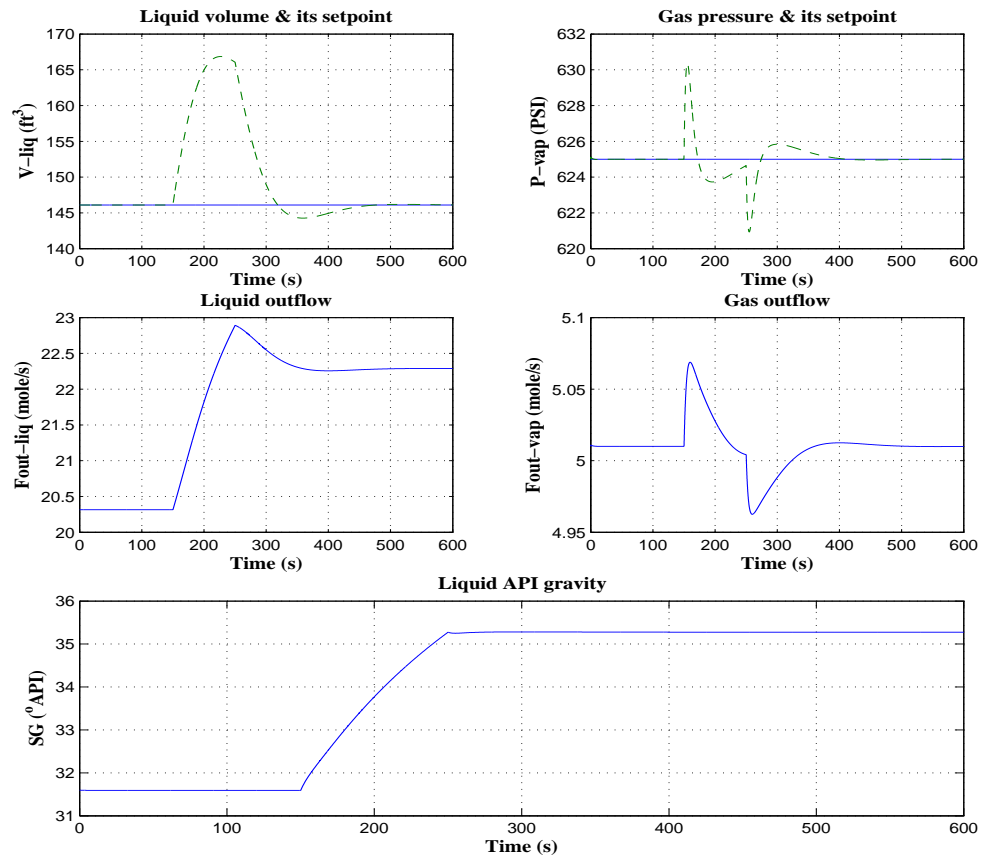 Liquid volume & its setpoint
170
165
160
155
150
145
140
V-liq (ft³)
0 100 200 300 400 500 600
Time (s)
Gas pressure & its setpoint
632
630
628
626
624
622
620
P-vap (PSI)
0 100 200 300 400 500 600
Time (s)
Liquid outflow
23
22.5
22
21.5
21
20.5
20
Fout-liq (mole/s)
0 100 200 300 400 500 600
Time (s)
Gas outflow
5.1
5.05
5
4.95
Fout-vap (mole/s)
0 100 200 300 400 500 600
Time (s)
Liquid API gravity
36
35
34
33
32
31
SG (°API)
0 100 200 300 400 500 600
Time (s)